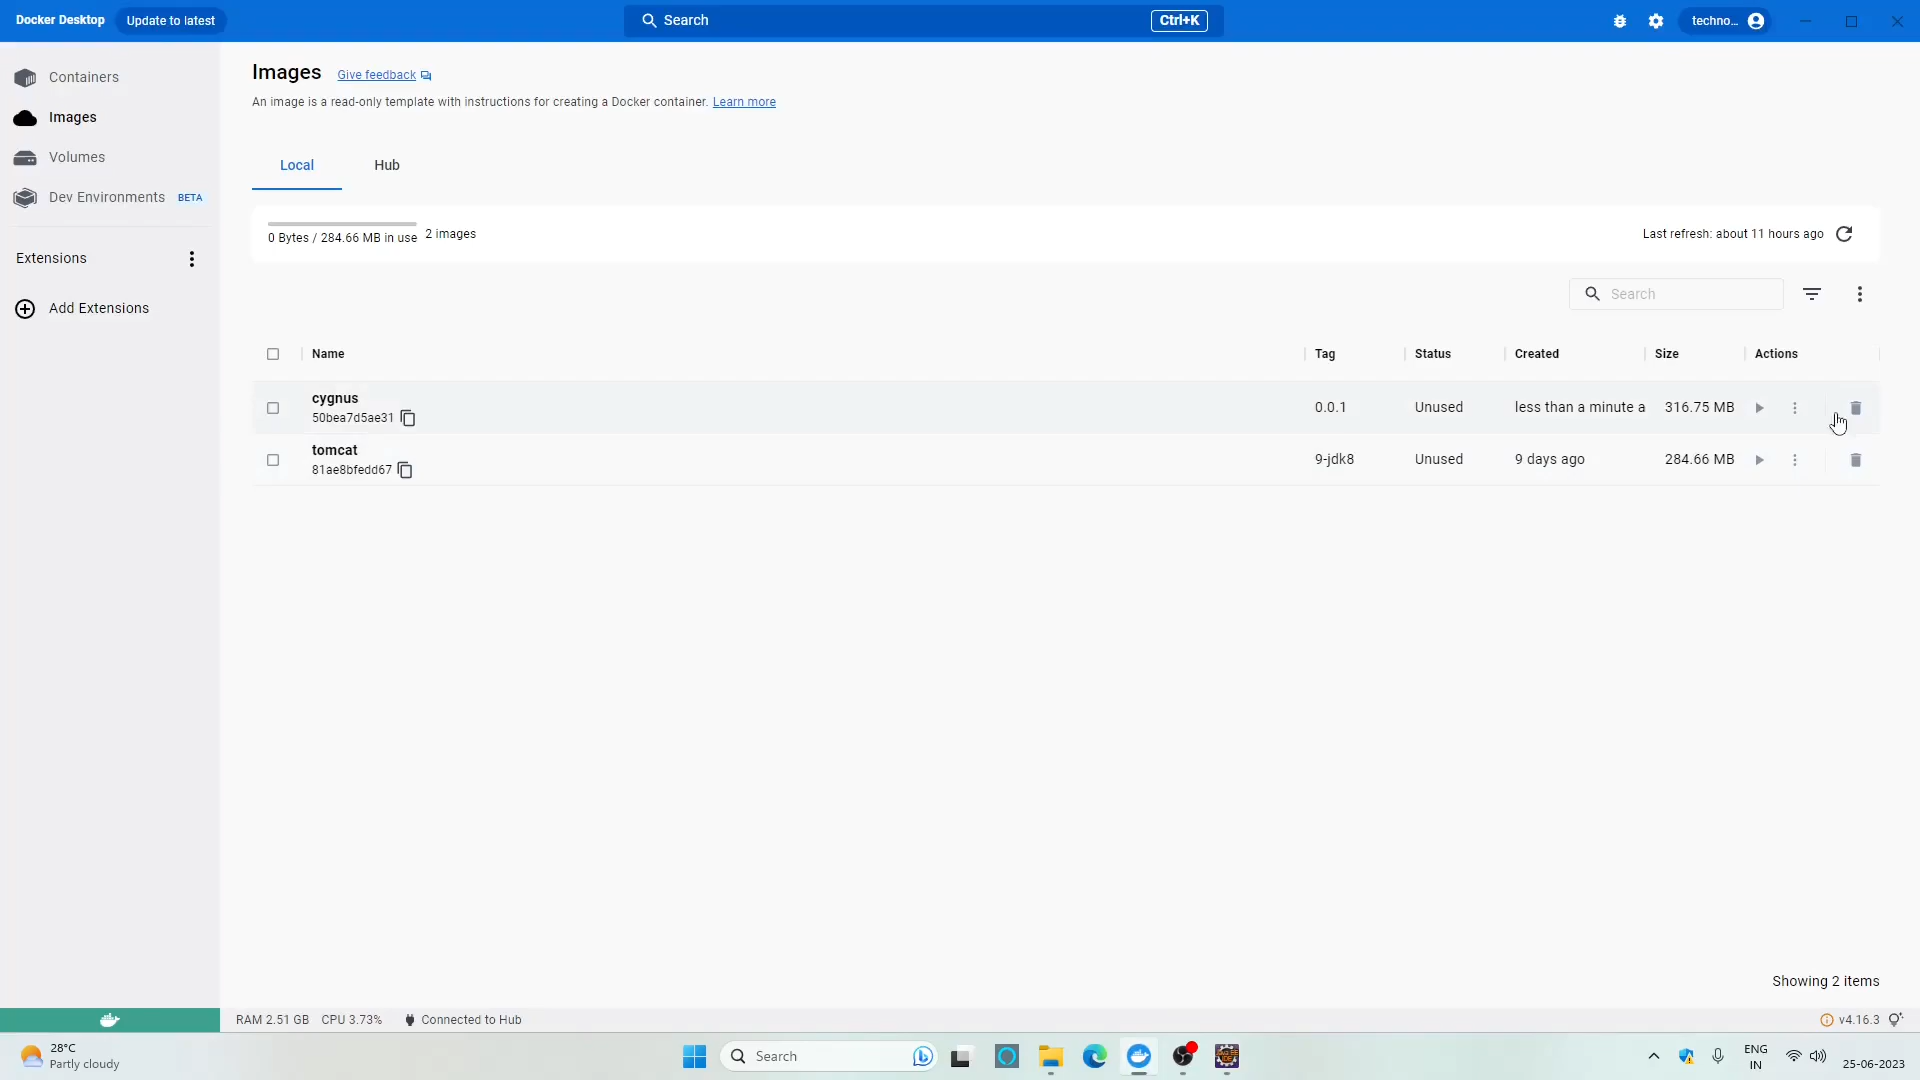 Docker Desktop Update to latest Search Ctrl+K techno...
Containers
Images
Volumes
Dev Environments BETA
Extensions
Add Extensions
Images Give feedback
An image is a read-only template with instructions for creating a Docker container. Learn more
Local Hub
0 Bytes / 284.66 MB in use 2 images Last refresh: about 11 hours ago
Search
Name Tag Status Created Size Actions
cygnus
50bea7d5ae31 0.0.1 Unused less than a minute a 316.75 MB
tomcat
81ae8bfedd67 9-jdk8 Unused 9 days ago 284.66 MB
Showing 2 items
RAM 2.51 GB CPU 3.73% Connected to Hub v4.16.3
28°C
Partly cloudy
Search
ENG
IN
25-06-2023